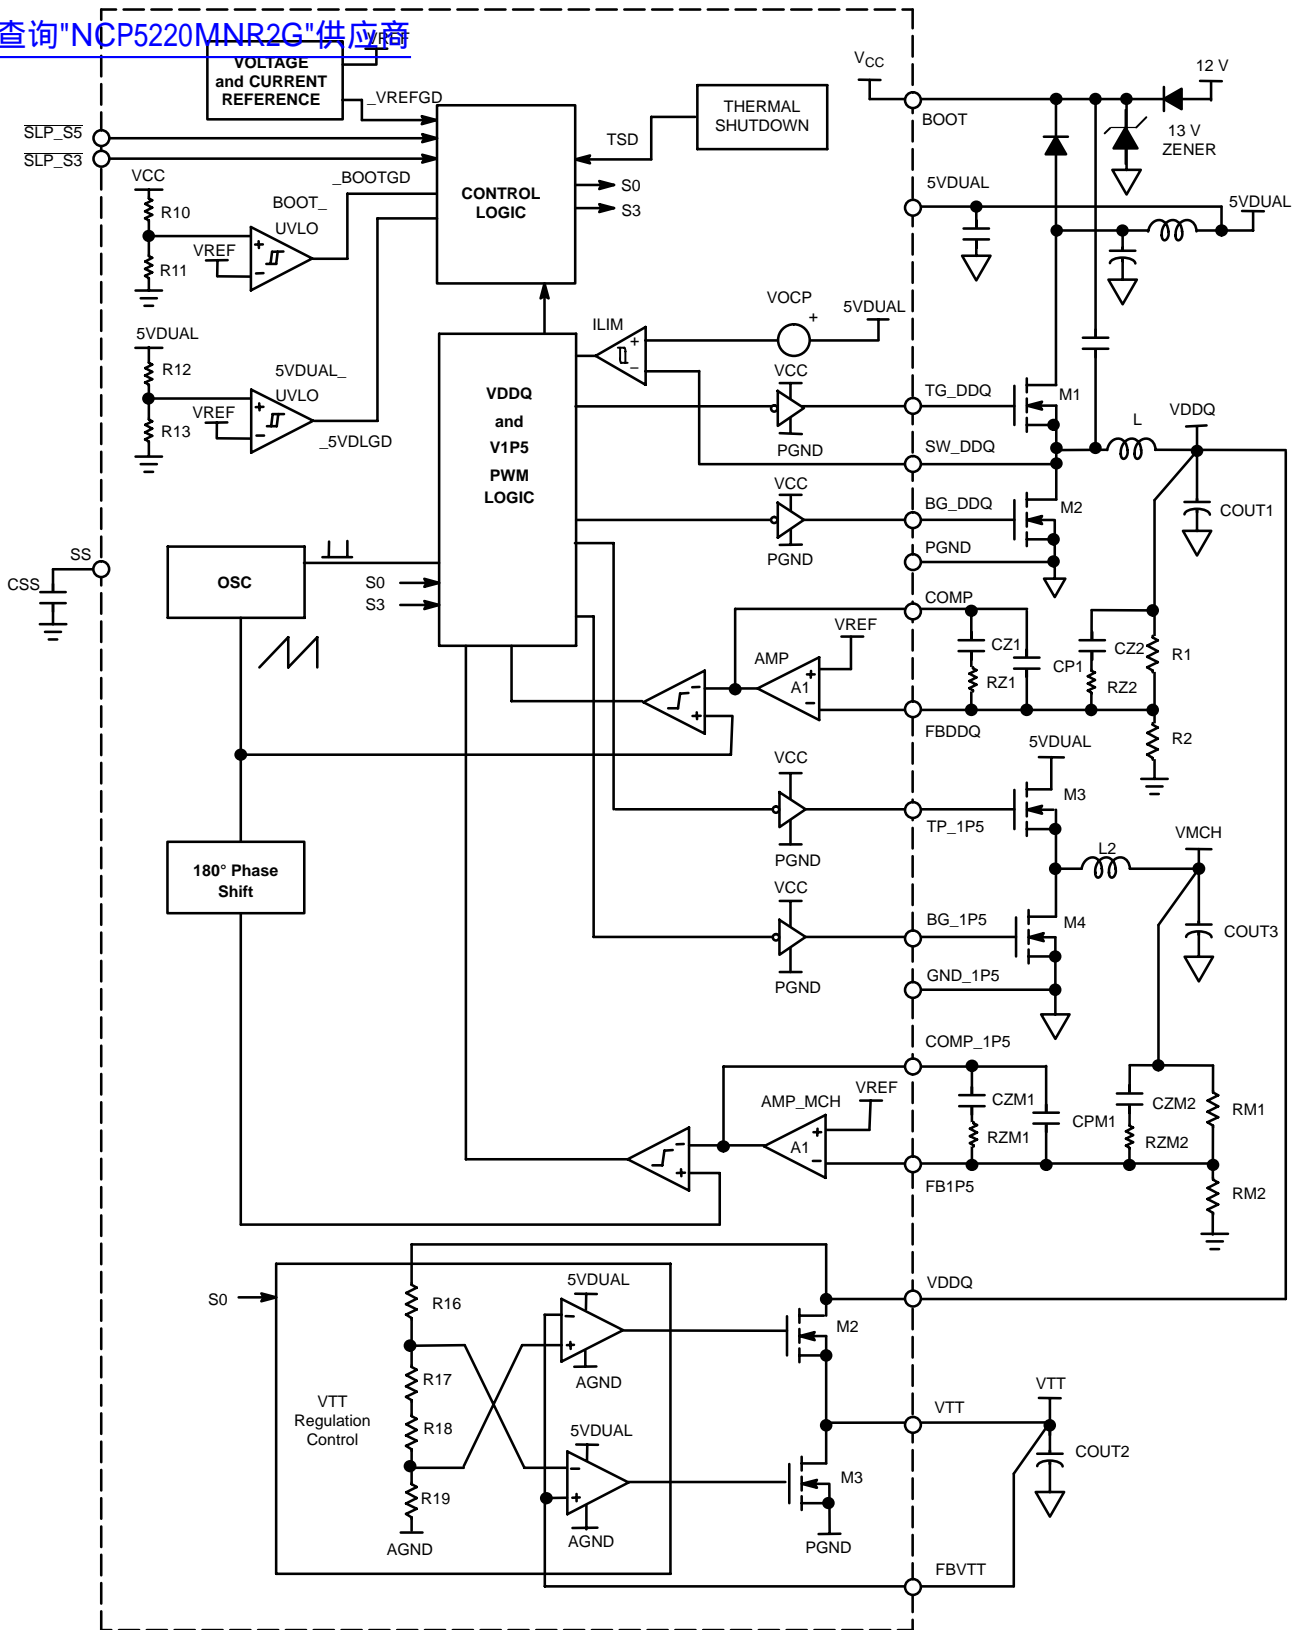 查询"NCP5220MNR2G"供应商
VREF
VOLTAGE
and CURRENT
REFERENCE
_VREFGD
THERMAL
SHUTDOWN
TSD
VCC
BOOT
12 V
13 V
ZENER
SLP_S5
SLP_S3
CONTROL
LOGIC
S0
S3
VCC
R10
R11
VREF
BOOT_
UVLO
_BOOTGD
5VDUAL
5VDUAL
5VDUAL
R12
R13
VREF
5VDUAL_
UVLO
_5VDLGD
VDDQ
and
V1P5
PWM
LOGIC
ILIM
VOCP
+
5VDUAL
+
−
VCC
PGND
TG_DDQ
M1
SW_DDQ
L
VDDQ
COUT1
VCC
PGND
BG_DDQ
M2
PGND
SS
CSS
OSC
S0
S3
COMP
VREF
AMP
A1
+
−
−
+
CZ1
RZ1
CP1
CZ2
RZ2
R1
FBDDQ
R2
5VDUAL
VCC
PGND
M3
TP_1P5
L2
VMCH
COUT3
180° Phase
Shift
VCC
PGND
BG_1P5
M4
GND_1P5
COMP_1P5
VREF
AMP_MCH
A1
+
−
−
+
CZM1
RZM1
CPM1
CZM2
RZM2
RM1
FB1P5
RM2
S0
R16
R17
R18
R19
AGND
VTT
Regulation
Control
5VDUAL
−
+
AGND
5VDUAL
−
+
AGND
VDDQ
M2
VTT
VTT
COUT2
M3
PGND
FBVTT